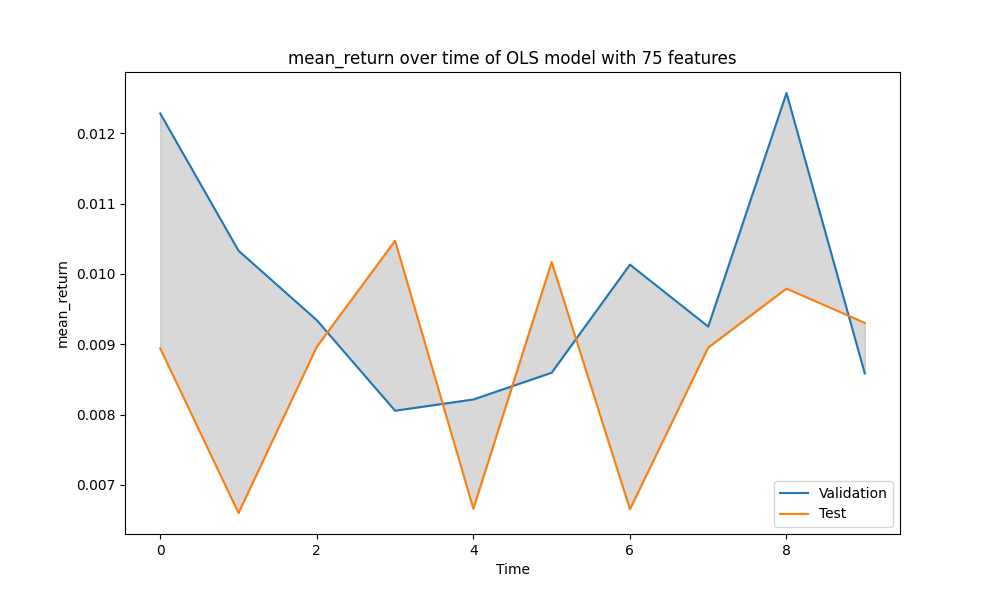 mean_return over time of OLS model with 75 features
0.012
0.011
0.010
0.009
0.008
0.007
mean_return
0
2
4
6
8
Time
Validation
Test